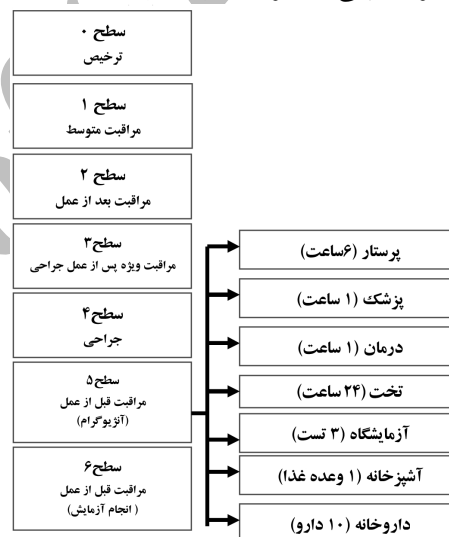 سطح ۰
ترخیص
سطح ۱
مراقبت متوسط
سطح ۲
مراقبت بعد از عمل
سطح۳
مراقبت ویژه پس از عمل جراحی
سطح۴
جراحی
سطح۵
مراقبت قبل از عمل
(آنژیوگرام)
سطح۶
مراقبت قبل از عمل
( انجام آزمایش)
پرستار (۶ساعت)
پزشک (۱ ساعت)
درمان (۱ ساعت)
تخت (۲۴ ساعت)
آزمایشگاه (۳ تست)
آشپزخانه (۱ وعده غذا)
داروخانه (۱۰ دارو)